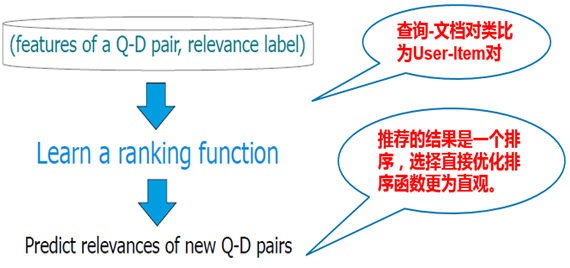 (features of a Q-D pair, relevance label)
查询-文档对类比
为User-Item对
Learn a ranking function
推荐的结果是一个排
序，选择直接优化排
序函数更为直观。
Predict relevances of new Q-D pairs